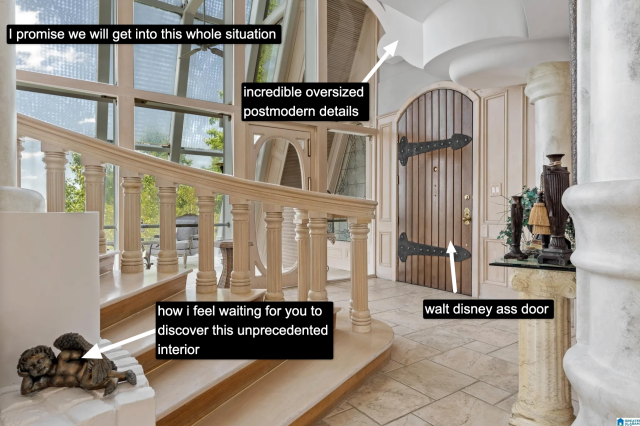 I promise we will get into this whole situation
incredible oversized
postmodern details
walt disney ass door
how i feel waiting for you to
discover this unprecedented
interior